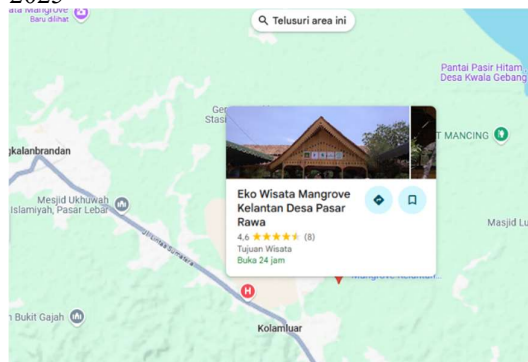 2025
ata Mangrove
Baru dilihat
Telusuri area ini
Pantai Pasir Hitam
Desa Kwala Gebang
Ger
Stasi
T MANCING
gkalanbrandan
Eko Wisata Mangrove
Kelantan Desa Pasar
Rawa
4,6 (8)
Tujuan Wisata
Buka 24 jam
Mesjid Ukhuwah
Islamiyah, Pasar Lebar
Masjid Lu
Jl. Lintas Sumatera
Mangrove Kelantan...
H
n Bukit Gajah
Kolamluar